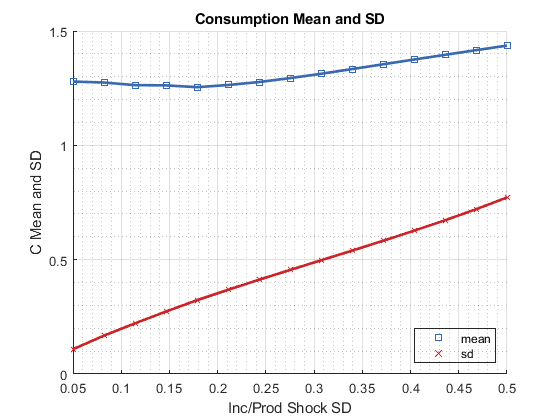 Consumption Mean and SD
1.5
1
0.5
0
C Mean and SD
0.05 0.1 0.15 0.2 0.25 0.3 0.35 0.4 0.45 0.5
Inc/Prod Shock SD
mean
sd